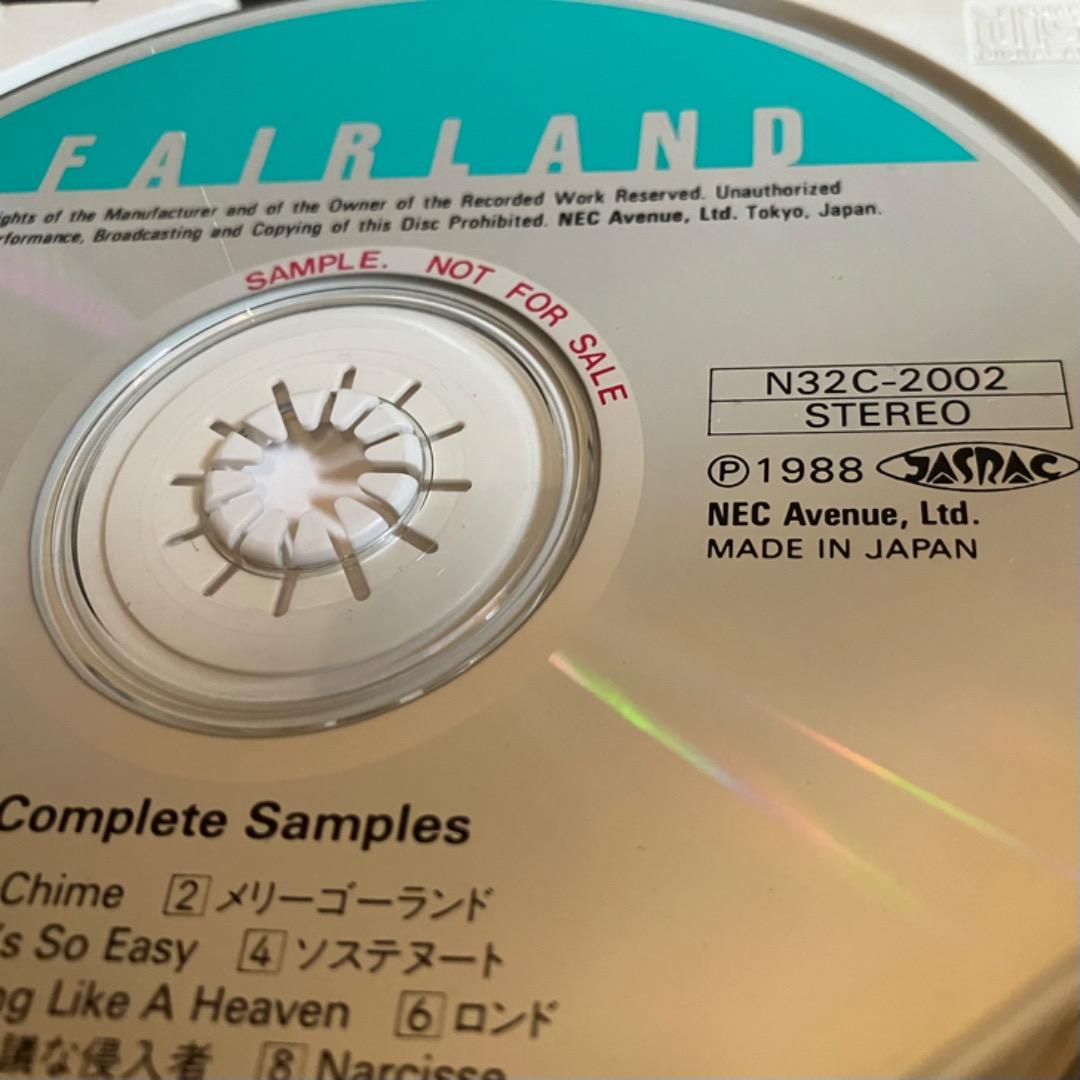 FAIRLAND
of the Manufacturer and of the Owner of the Recorded Work Reserved. Unauthorized
Broadcasting and Copying of this Disc Prohibited. NEC Avenue, Ltd. Tokyo, Japan.
SAMPLE. NOT FOR SALE
N32C-2002
STEREO
Ⓟ1988 JASRAC
NEC Avenue, Ltd.
MADE IN JAPAN
Complete Samples
Chime 2 メリーゴーランド
's So Easy 4 ソステヌート
Like A Heaven 6 ロンド
議な侵入者 8 Narcisse